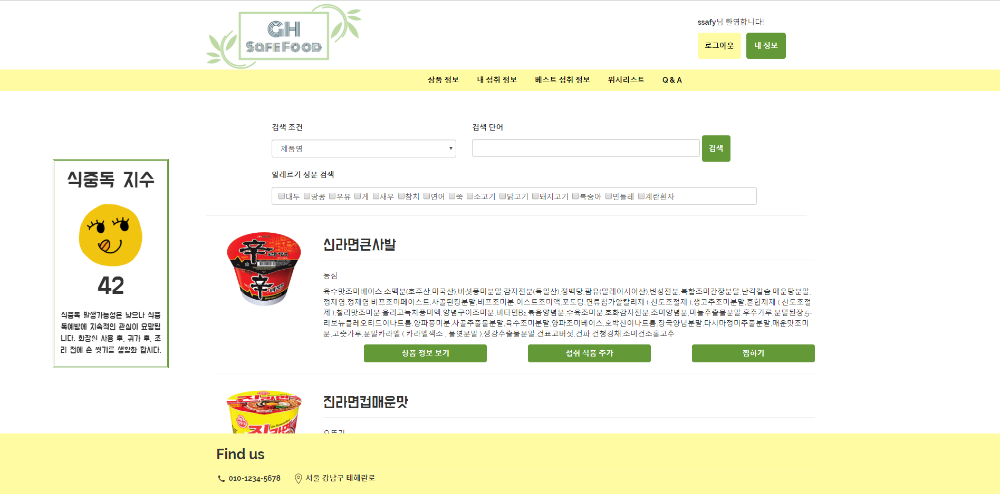 GH
SAFEFOOD
ssafy님 환영합니다!
로그아웃 내 정보
상품 정보 내 섭취 정보 베스트 섭취 정보 위시리스트 Q & A
검색 조건 검색 단어
제품명
검색
알레르기 성분 검색
대두 땅콩 우유 게 새우 참치 연어 쑥 소고기 닭고기 돼지고기 복숭아 민들레 계란흰자
식중독 지수
42
식중독 발생가능성은 낮으나 식중
독예방에 지속적인 관심이 요망됩
니다. 화장실 사용 후, 귀가 후, 조
리 전에 손 씻기를 생활화 합시다.
辛라면
辛라면
SHIN RAMYUN
신라면큰사발
농심
육수맛조미베이스,소맥분(호주산,미국산),버섯풍미분말,감자전분(독일산),정백당,팜유(말레이시아산),변성전분,복합조미간장분말,난각칼슘,매운탕분말,
정제염,정제염,비프조미페이스트,사골된장분말,비프조미분,이스트조미액,포도당,면류첨가알칼리제 ( 산도조절제 ),생고추조미분말,혼합제제 ( 산도조절
제 ),칠리맛조미분,올리고녹차풍미액,양념구이조미분,비타민B2,볶음양념분,수육조미분,호화감자전분,조미양념분,마늘추출물분말,후추가루,분말된장,5-
리보뉴클레오티드이나트륨,양파풍미분,사골추출물분말,육수조미분말,양파조미베이스,호박산이나트륨,장국양념분말,다시마정미추출분말,매운맛조미
분,고춧가루,분말카라멜 ( 카라멜색소 , 물엿분말 ),생강추출물분말,건표고버섯,건파,건청경채,조미건조홍고추
상품 정보 보기 섭취 식품 추가 찜하기
진라면
진라면
진라면컵매운맛
오뚜기
Find us
010-1234-5678 서울 강남구 테헤란로